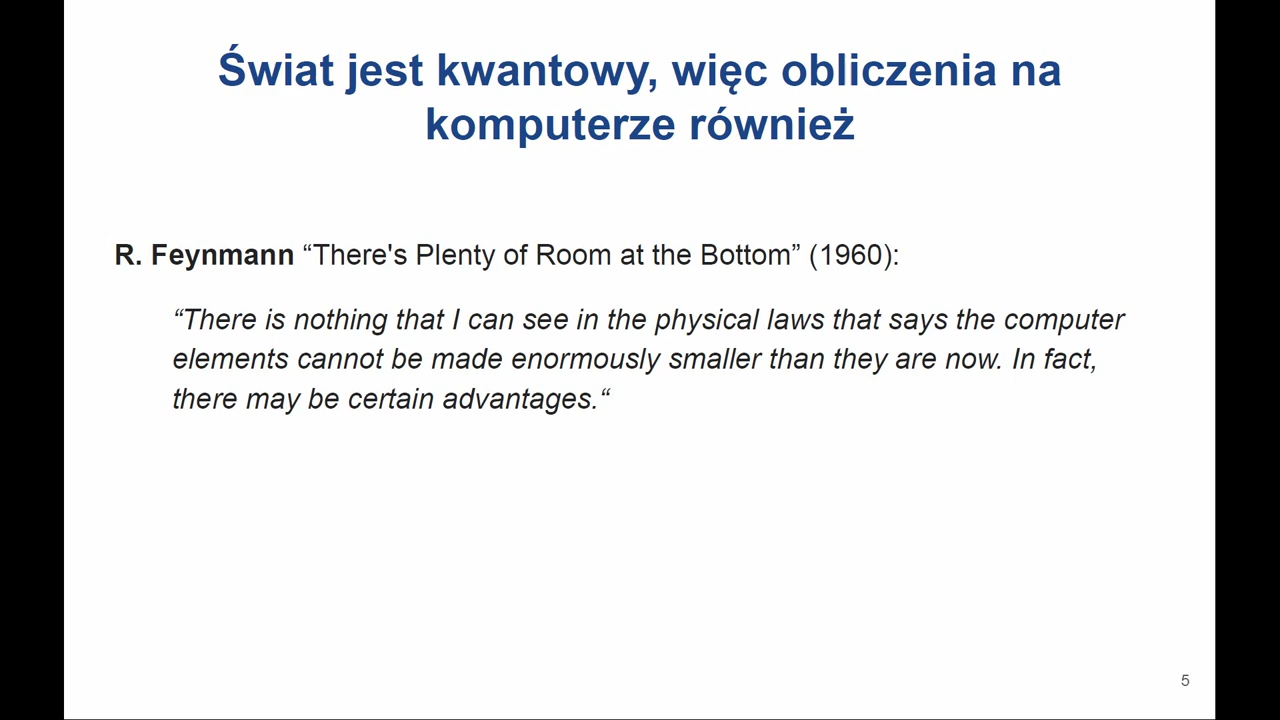 Świat jest kwantowy, więc obliczenia na
komputerze również
R. Feynmann “There's Plenty of Room at the Bottom” (1960):
“There is nothing that I can see in the physical laws that says the computer
elements cannot be made enormously smaller than they are now. In fact,
there may be certain advantages.“
5